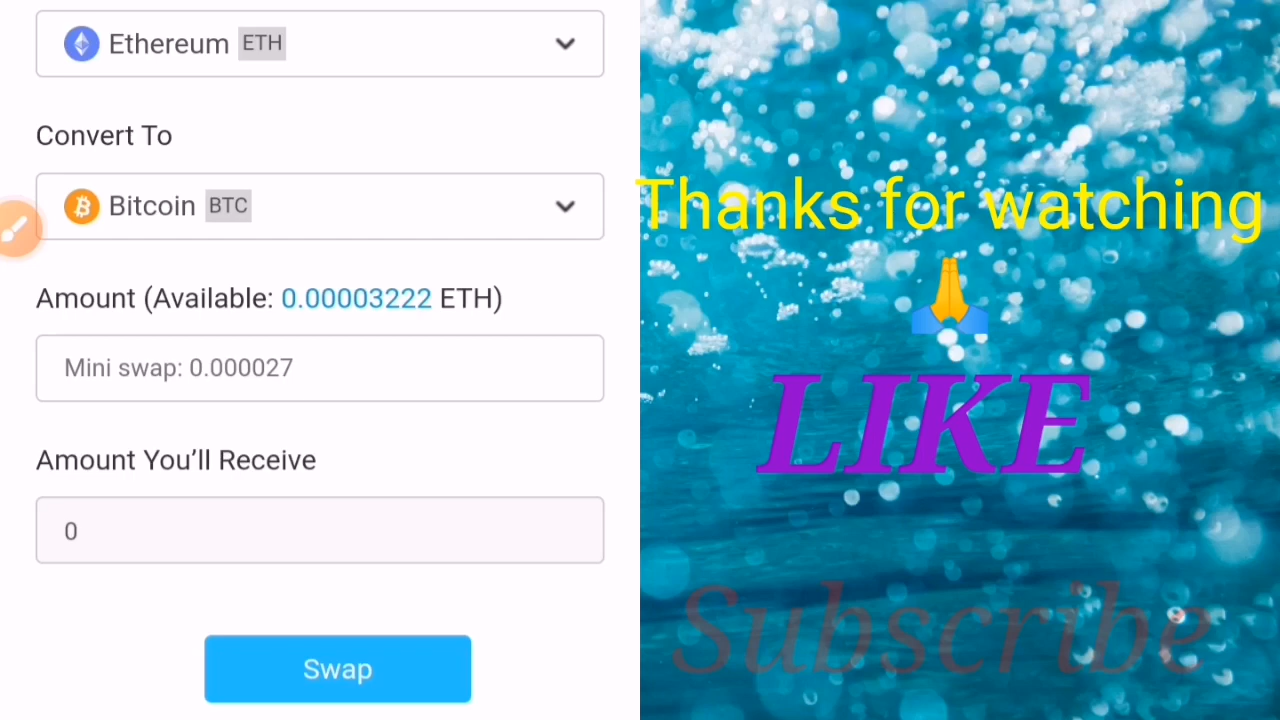 Ethereum ETH
Convert To
Bitcoin BTC
Amount (Available: 0.00003222 ETH)
Mini swap: 0.000027
Amount You’ll Receive
0
Swap
Thanks for watching
🙏
LIKE
Subscribe